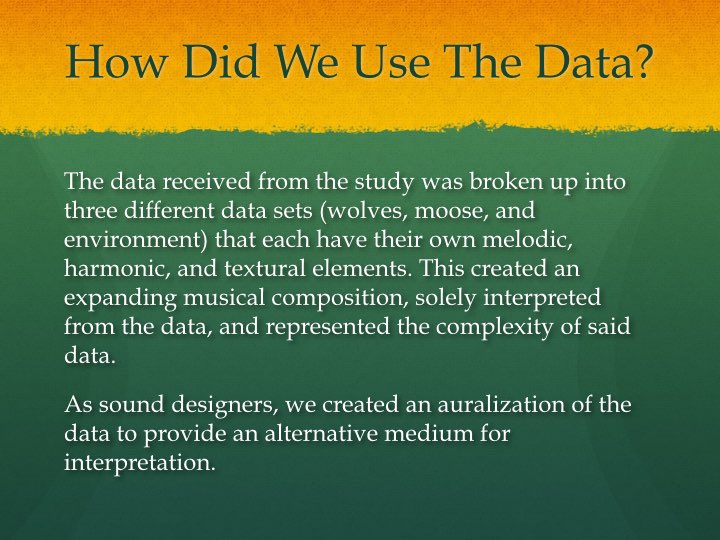 How Did We Use The Data?
The data received from the study was broken up into
three different data sets (wolves, moose, and
environment) that each have their own melodic,
harmonic, and textural elements. This created an
expanding musical composition, solely interpreted
from the data, and represented the complexity of said
data.
As sound designers, we created an auralization of the
data to provide an alternative medium for
interpretation.